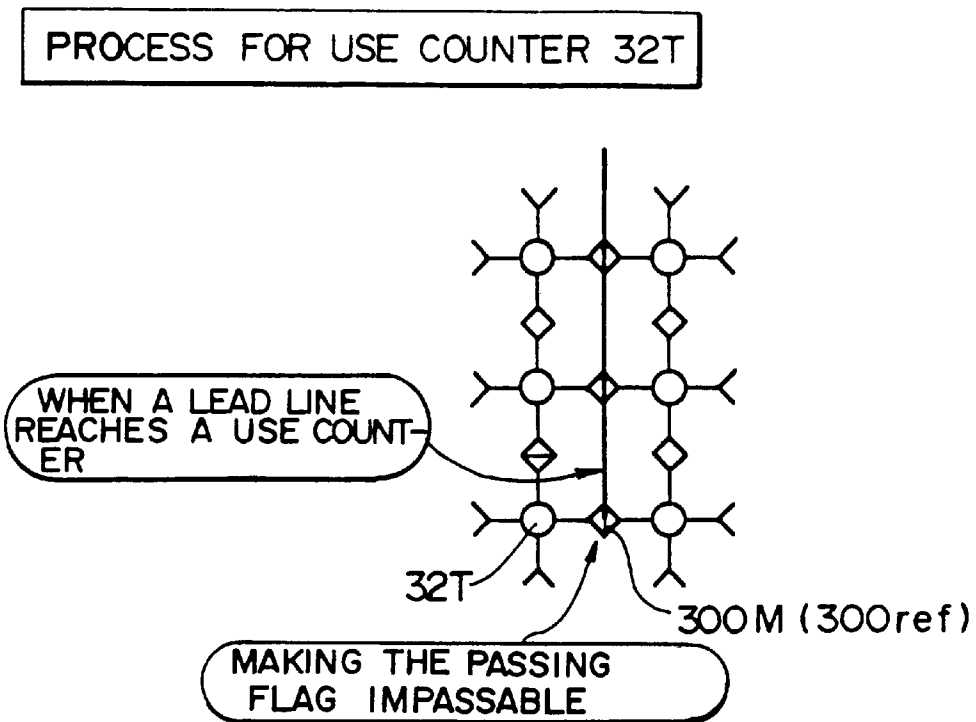 PROCESS FOR USE COUNTER 32T
WHEN A LEAD LINE
REACHES A USE COUNT-
ER
32T
300M (300ref)
MAKING THE PASSING
FLAG IMPASSABLE